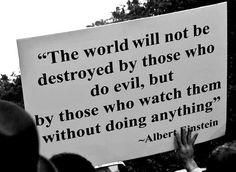 “The world will not be
destroyed by those who
do evil, but
by those who watch them
without doing anything”
~Albert Einstein